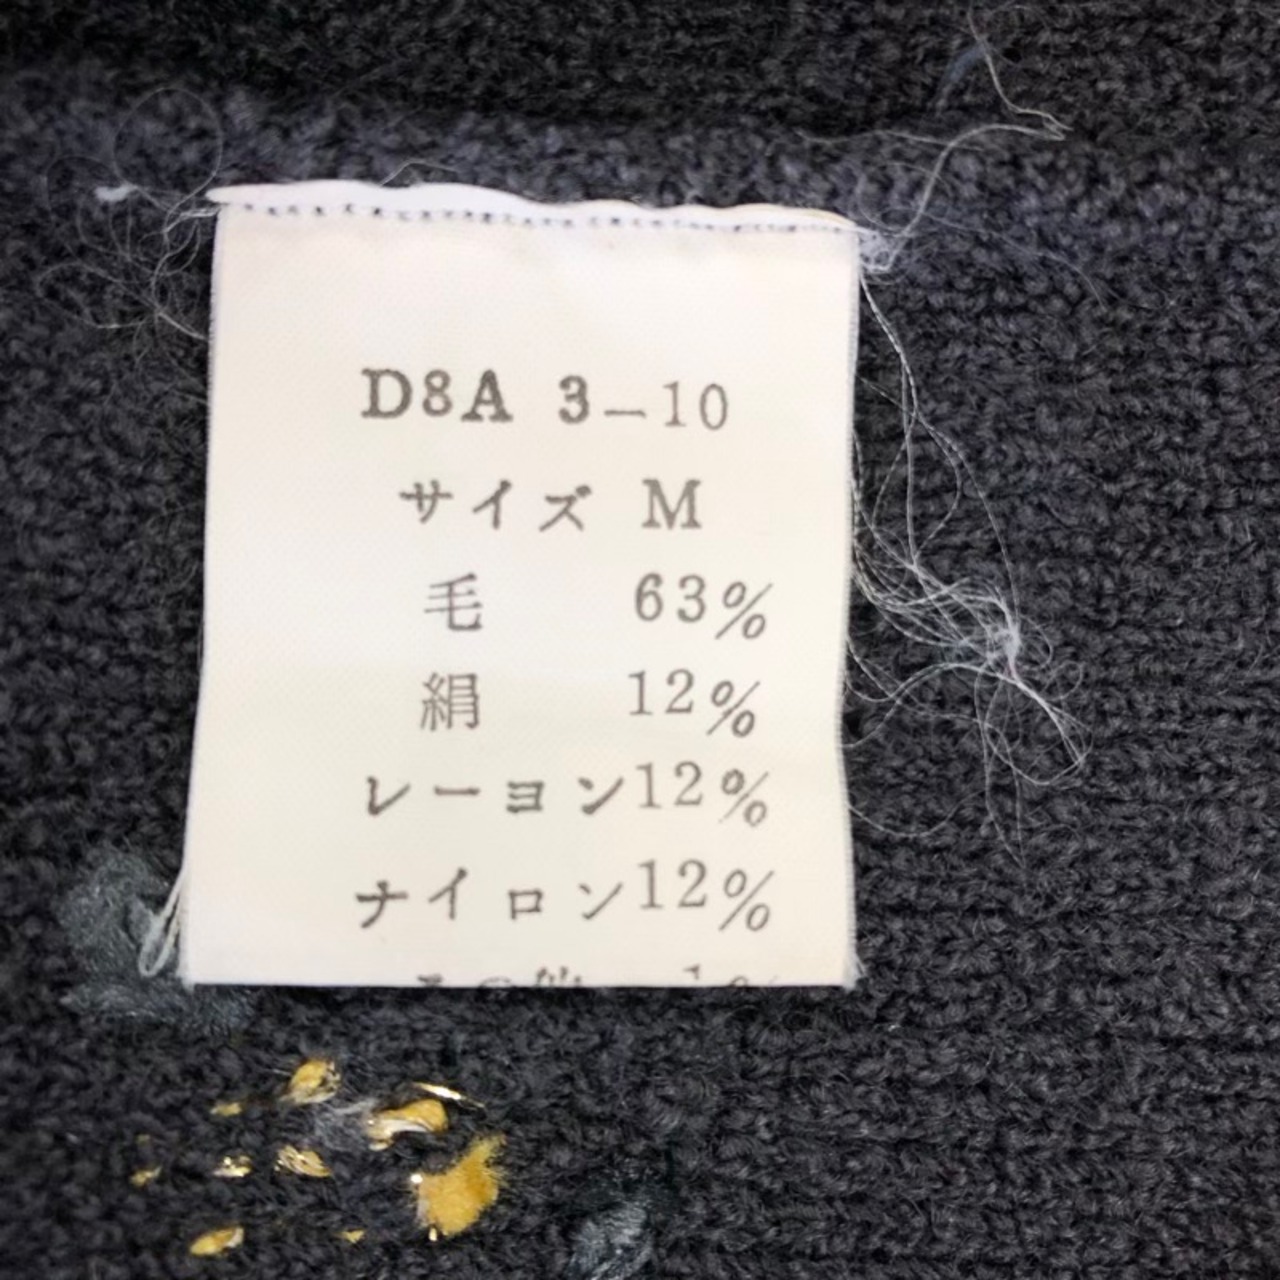 D8A 3-10
サイズ M
毛 63%
絹 12%
レーヨン12%
ナイロン12%